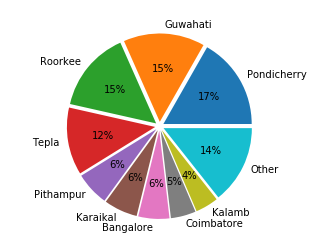 Guwahati
Roorkee
Pondicherry
15%
15%
17%
Tepla
12%
14%
6%
6%
6%
5%
4%
Other
Pithampur
Karaikal
Bangalore
Coimbatore
Kalamb